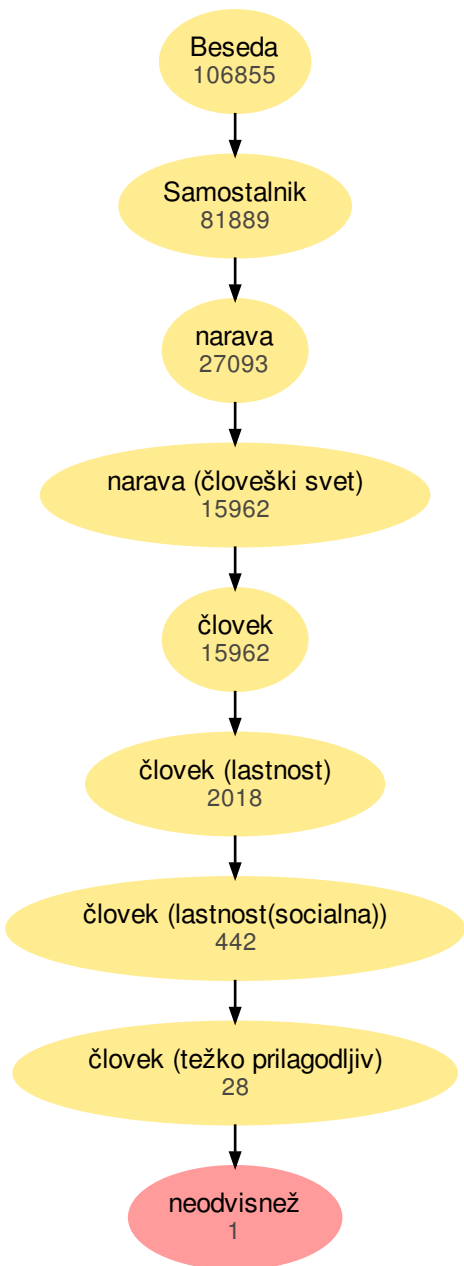 Beseda
106855
Samostalnik
81889
narava
27093
narava (človeški svet)
15962
človek
15962
človek (lastnost)
2018
človek (lastnost(socialna))
442
človek (težko prilagodljiv)
28
neodvisnež
1